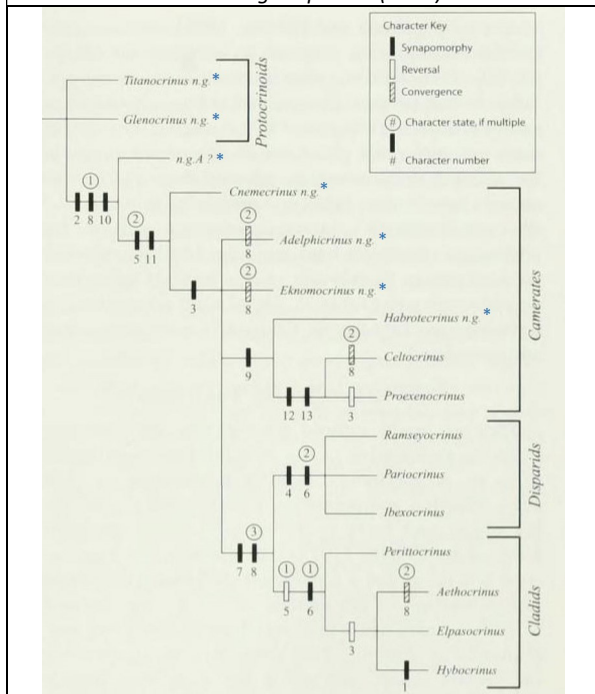 Character Key
Synapomorphy
Reversal
Convergence
# Character state, if multiple
# Character number
Titanocrinus n.g. *
Glenocrinus n.g. *
Protocrinoids
n.g.A ? *
1
2 8 10
Cnemecrinus n.g. *
2
5 11
2
Adelphicrinus n.g. *
8
2
Eknomocrinus n.g. *
8
3
Habrotecrinus n.g. *
2
Celtocrinus
8
9
Proexenocrinus
12 13
3
Camerates
Ramseyocrinus
2
Pariocrinus
4 6
Ibexocrinus
Disparids
3
7 8
Perittocrinus
1 1
5 6
2
Aethocrinus
8
Elpasocrinus
3
Hybocrinus
1
Cladids